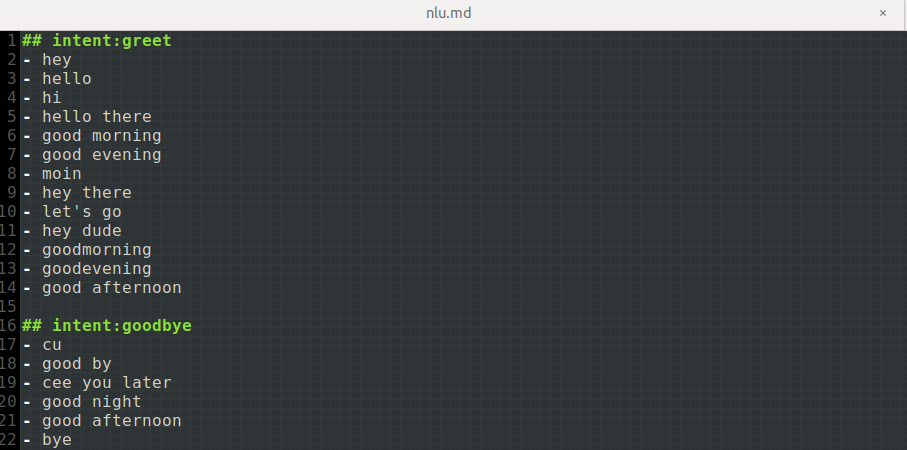 nlu.md ×
1 ## intent:greet
2 - hey
3 - hello
4 - hi
5 - hello there
6 - good morning
7 - good evening
8 - moin
9 - hey there
10 - let's go
11 - hey dude
12 - goodmorning
13 - goodevening
14 - good afternoon
15
16 ## intent:goodbye
17 - cu
18 - good by
19 - cee you later
20 - good night
21 - good afternoon
22 - bye